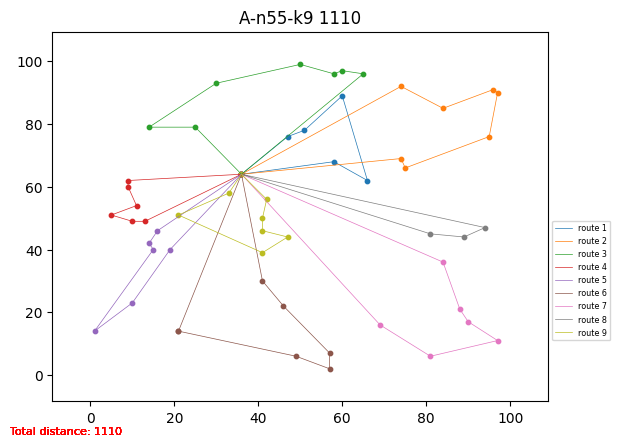 A-n55-k9 1110
100
80
60
40
20
0
0 20 40 60 80 100
route 1
route 2
route 3
route 4
route 5
route 6
route 7
route 8
route 9
Total distance: 1110